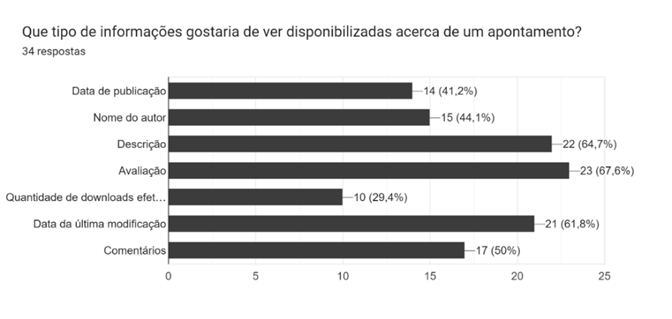 Que tipo de informações gostaria de ver disponibilizadas acerca de um apontamento?
34 respostas
Data de publicação 14 (41,2%)
Nome do autor 15 (44,1%)
Descrição 22 (64,7%)
Avaliação 23 (67,6%)
Quantidade de downloads efet… 10 (29,4%)
Data da última modificação 21 (61,8%)
Comentários 17 (50%)
0 5 10 15 20 25